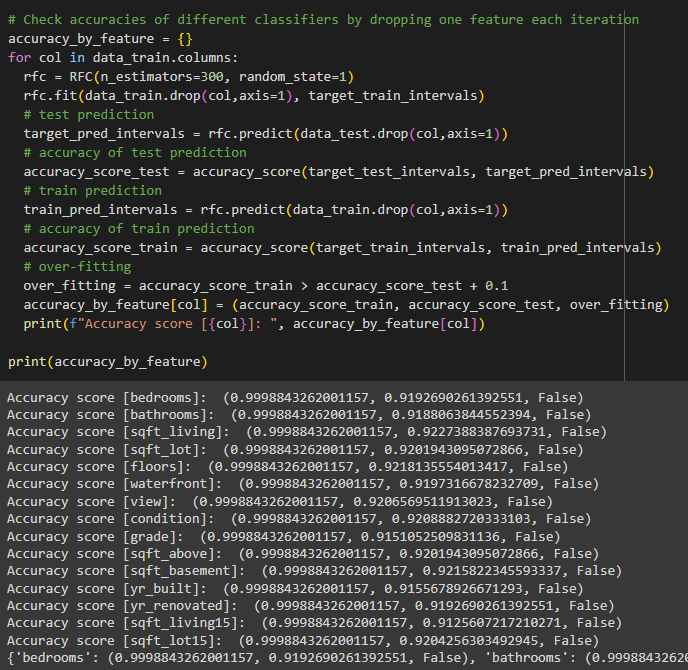 # Check accuracies of different classifiers by dropping one feature each iteration
accuracy_by_feature = {}
for col in data_train.columns:
  rfc = RFC(n_estimators=300, random_state=1)
  rfc.fit(data_train.drop(col,axis=1), target_train_intervals)
  # test prediction
  target_pred_intervals = rfc.predict(data_test.drop(col,axis=1))
  # accuracy of test prediction
  accuracy_score_test = accuracy_score(target_test_intervals, target_pred_intervals)
  # train prediction
  train_pred_intervals = rfc.predict(data_train.drop(col,axis=1))
  # accuracy of train prediction
  accuracy_score_train = accuracy_score(target_train_intervals, train_pred_intervals)
  # over-fitting
  over_fitting = accuracy_score_train > accuracy_score_test + 0.1
  accuracy_by_feature[col] = (accuracy_score_train, accuracy_score_test, over_fitting)
  print(f"Accuracy score [{col}]: ", accuracy_by_feature[col])
print(accuracy_by_feature)
Accuracy score [bedrooms]:  (0.9998843262001157, 0.9192690261392551, False)
Accuracy score [bathrooms]:  (0.9998843262001157, 0.9188063844552394, False)
Accuracy score [sqft_living]:  (0.9998843262001157, 0.9227388387693731, False)
Accuracy score [sqft_lot]:  (0.9998843262001157, 0.9201943095072866, False)
Accuracy score [floors]:  (0.9998843262001157, 0.9218135554013417, False)
Accuracy score [waterfront]:  (0.9998843262001157, 0.9197316678232709, False)
Accuracy score [view]:  (0.9998843262001157, 0.9206569511913023, False)
Accuracy score [condition]:  (0.9998843262001157, 0.9208882720333103, False)
Accuracy score [grade]:  (0.9998843262001157, 0.9151052509831136, False)
Accuracy score [sqft_above]:  (0.9998843262001157, 0.9201943095072866, False)
Accuracy score [sqft_basement]:  (0.9998843262001157, 0.9215822345593337, False)
Accuracy score [yr_built]:  (0.9998843262001157, 0.9155678926671293, False)
Accuracy score [yr_renovated]:  (0.9998843262001157, 0.9192690261392551, False)
Accuracy score [sqft_living15]:  (0.9998843262001157, 0.9125607217210271, False)
Accuracy score [sqft_lot15]:  (0.9998843262001157, 0.9204256303492945, False)
{'bedrooms': (0.9998843262001157, 0.9192690261392551, False), 'bathrooms': (0.99988432620